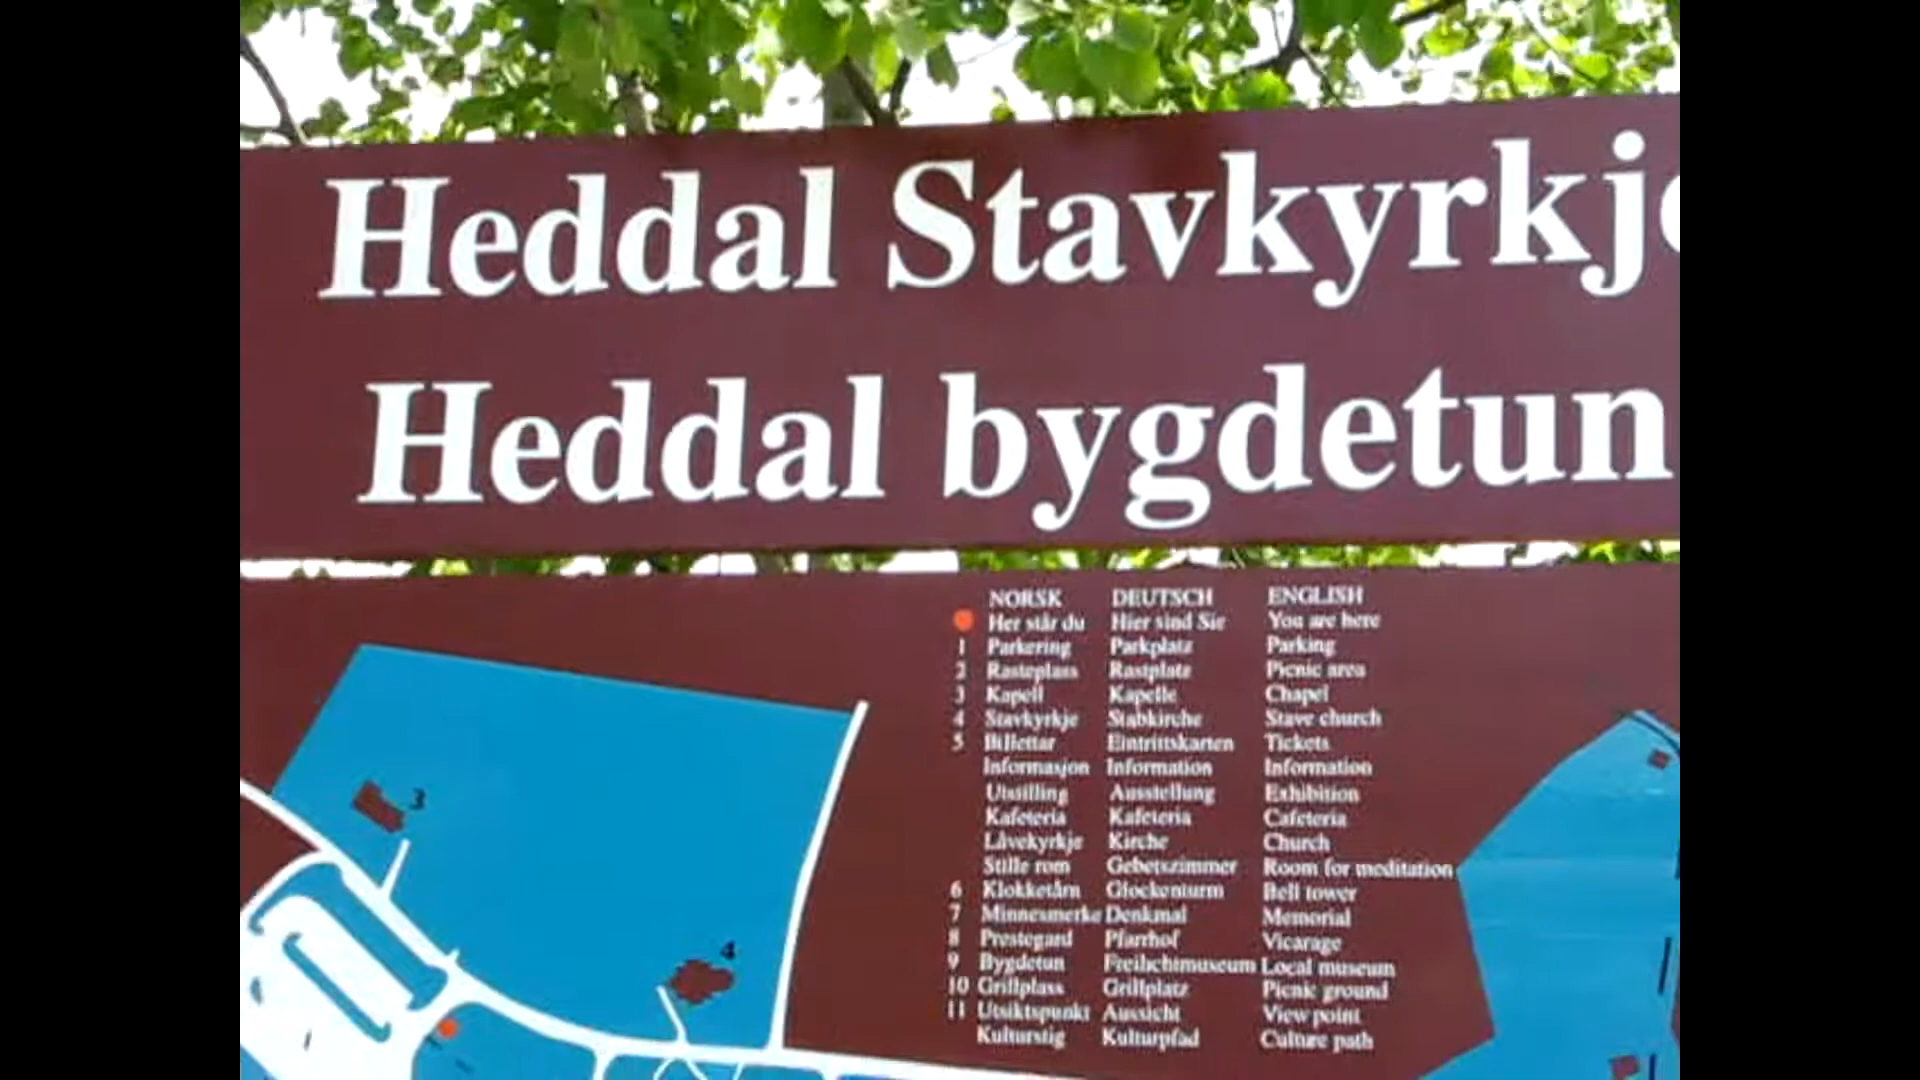 Heddal Stavkyrkje
Heddal bygdetun
NORSK DEUTSCH ENGLISH
Her står du Hier sind Sie You are here
1 Parkering Parkplatz Parking
2 Rasteplass Rastplatz Picnic area
3 Kapell Kapelle Chapel
4 Stavkyrkje Stabkirche Stave church
5 Billettar Eintrittskarten Tickets
Informasjon Information Information
Utstilling Ausstellung Exhibition
Kafeteria Kafeteria Cafeteria
Låvekyrkje Kirche Church
Stille rom Gebetszimmer Room for meditation
6 Klokketårn Glockenturm Bell tower
7 Minnesmerke Denkmal Memorial
8 Prestegard Pfarrhof Vicarage
9 Bygdetun Freilichtmuseum Local museum
10 Grillplass Grillplatz Picnic ground
11 Utsiktspunkt Aussicht View point
Kulturstig Kulturpfad Culture path
3
4
1